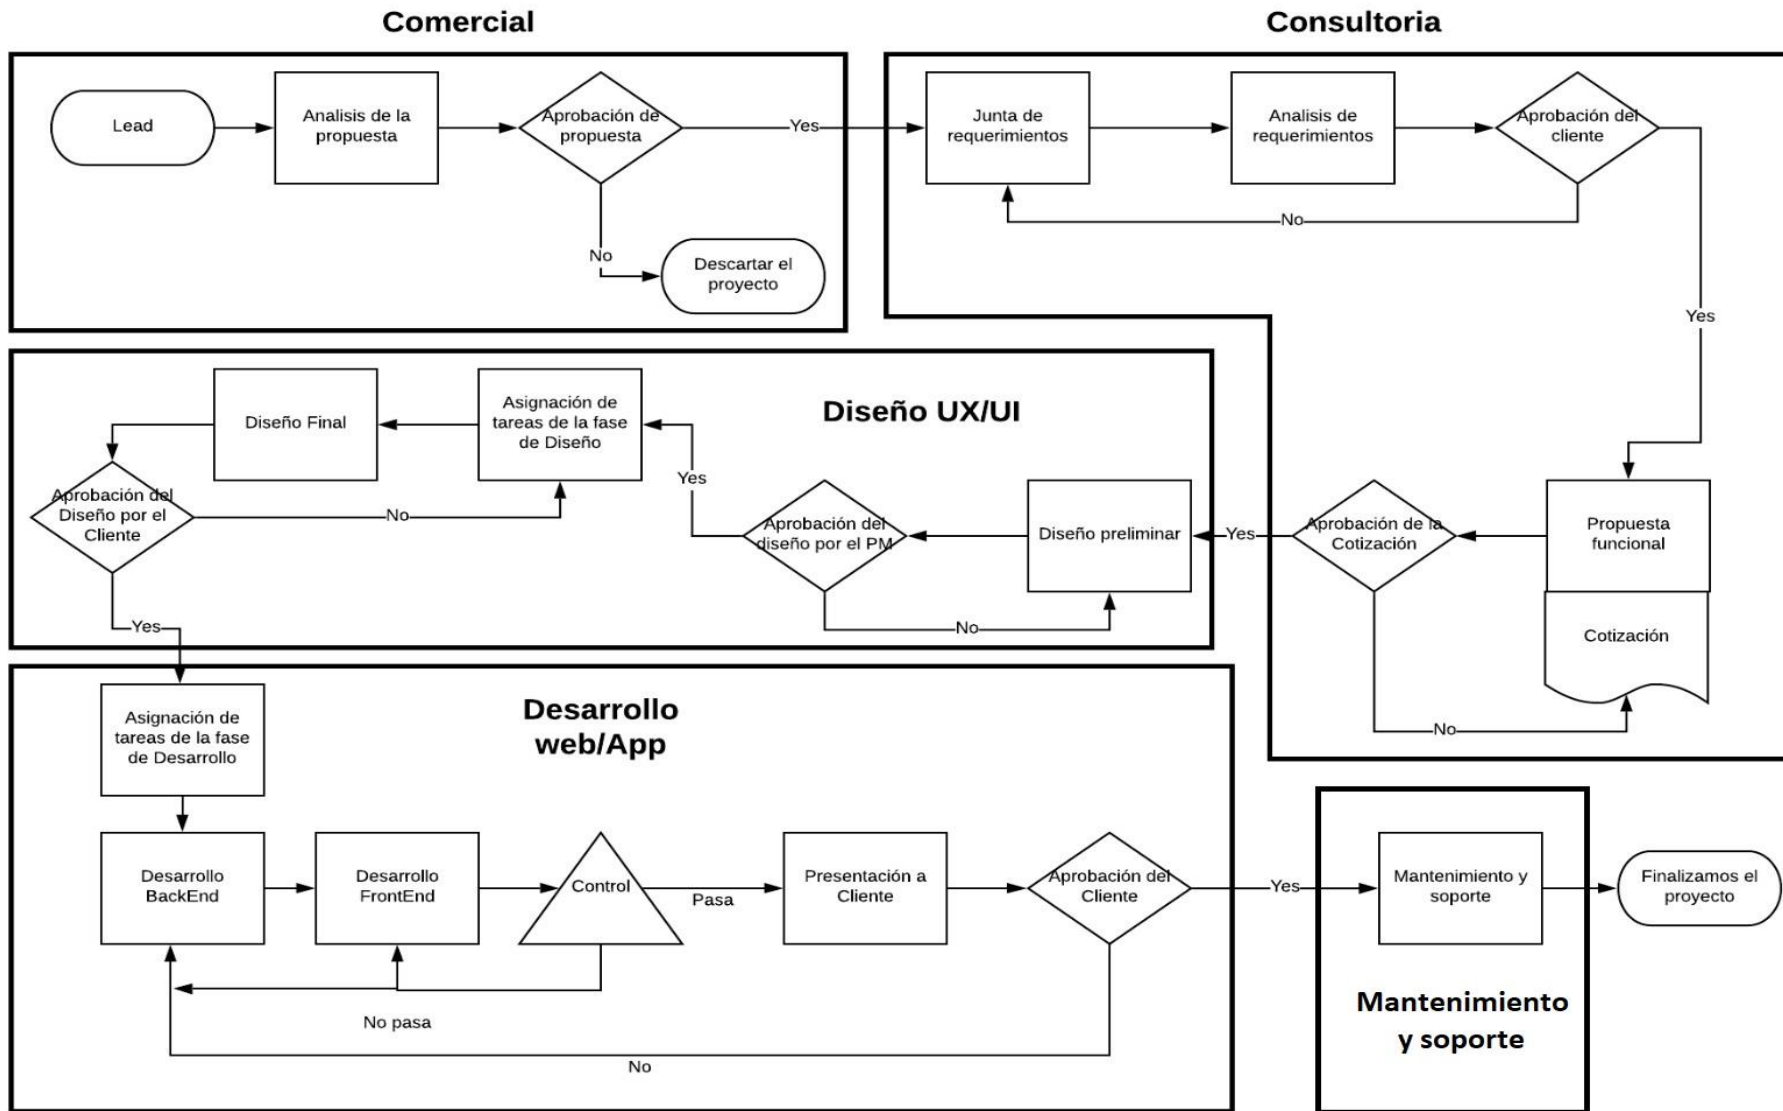 Comercial
Consultoria
Lead
Analisis de la
propuesta
Aprobación de
propuesta
Yes
No
Descartar el
proyecto
Junta de
requerimientos
Analisis de
requerimientos
Aprobación del
cliente
No
Yes
Diseño UX/UI
Diseño Final
Asignación de
tareas de la fase
de Diseño
Aprobación del
Diseño por el
Cliente
No
Yes
Yes
Aprobación del
diseño por el PM
No
Diseño preliminar
Yes
Aprobación de la
Cotización
Propuesta
funcional
Cotización
No
Desarrollo
web/App
Asignación de
tareas de la fase
de Desarrollo
Desarrollo
BackEnd
Desarrollo
FrontEnd
Control
Pasa
No pasa
Presentación a
Cliente
Aprobación del
Cliente
No
Yes
Mantenimiento y
soporte
Finalizamos el
proyecto
Mantenimiento
y soporte